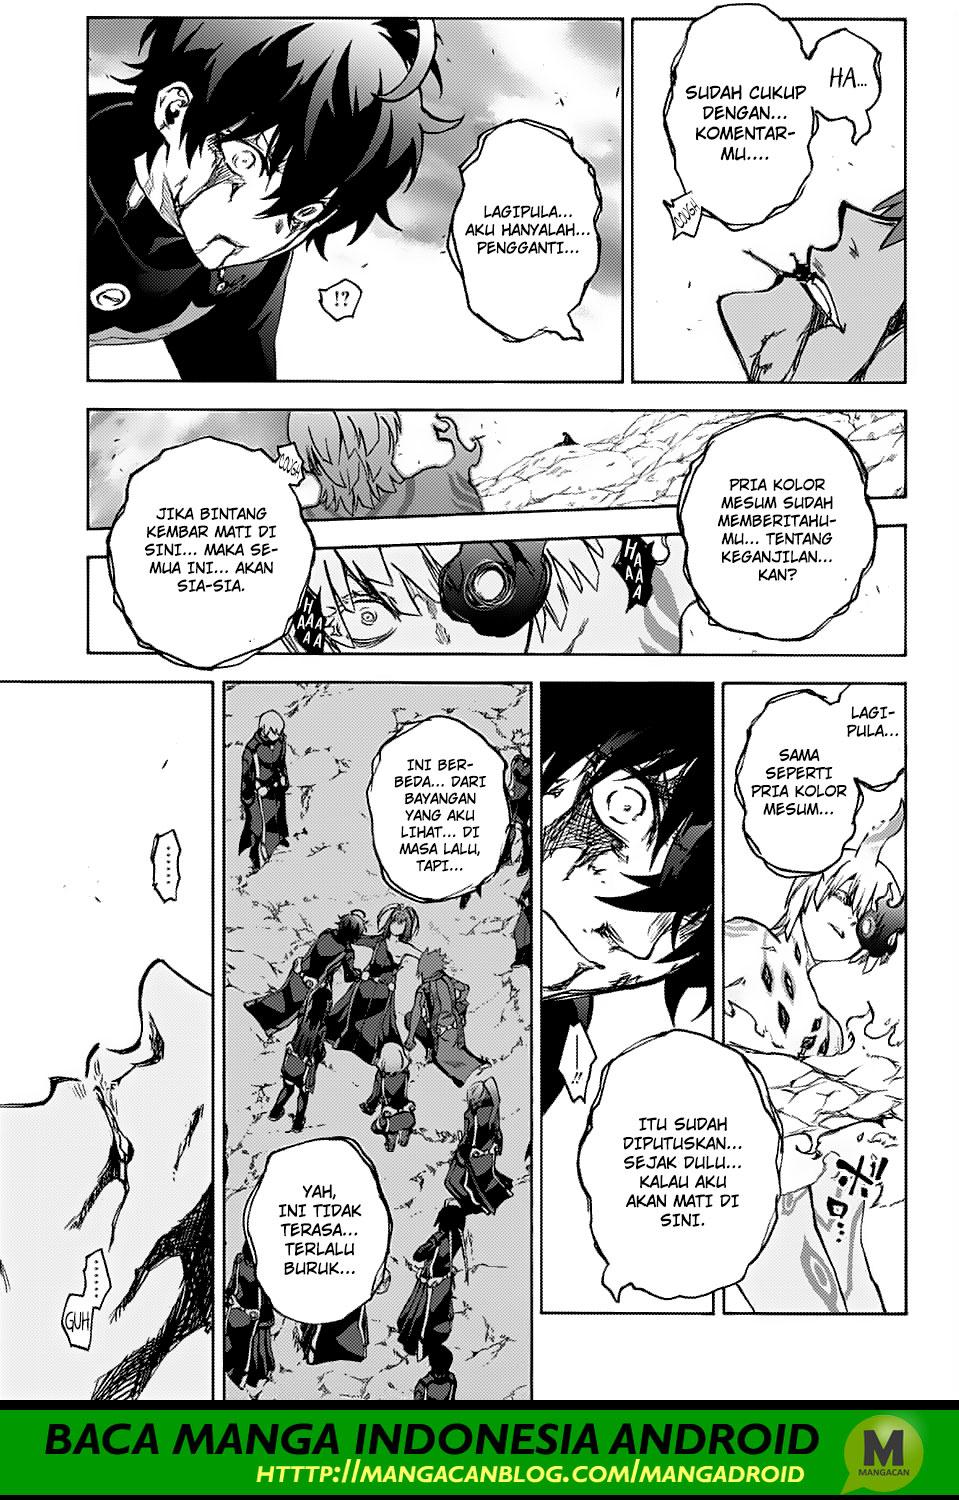 HA...
SUDAH CUKUP
DENGAN...
KOMENTAR-
MU....
COUGH
LAGIPULA...
AKU HANYALAH...
PENGGANTI...
!?
PRIA KOLOR
MESUM SUDAH
MEMBERITAHU-
MU... TENTANG
KEGANJILAN...
KAN?
COUGH
JIKA BINTANG
KEMBAR MATI DI
SINI... MAKA SE-
MUA INI... AKAN
SIA-SIA.
HAAAAA
HAAAAA
LAGI-
PULA...
SAMA
SEPERTI
PRIA KOLOR
MESUM...
ボロ...
......!!
ITU SUDAH
DIPUTUSKAN...
SEJAK DULU...
KALAU AKU
AKAN MATI DI
SINI.
INI BER-
BEDA... DARI
BAYANGAN
YANG AKU
LIHAT... DI
MASA LALU,
TAPI...
YAH,
INI TIDAK
TERASA...
TERLALU
BURUK...
......
......
GUH
BACA MANGA INDONESIA ANDROID
HTTTP://MANGACANBLOG.COM/MANGADROID
M
MANGACAN